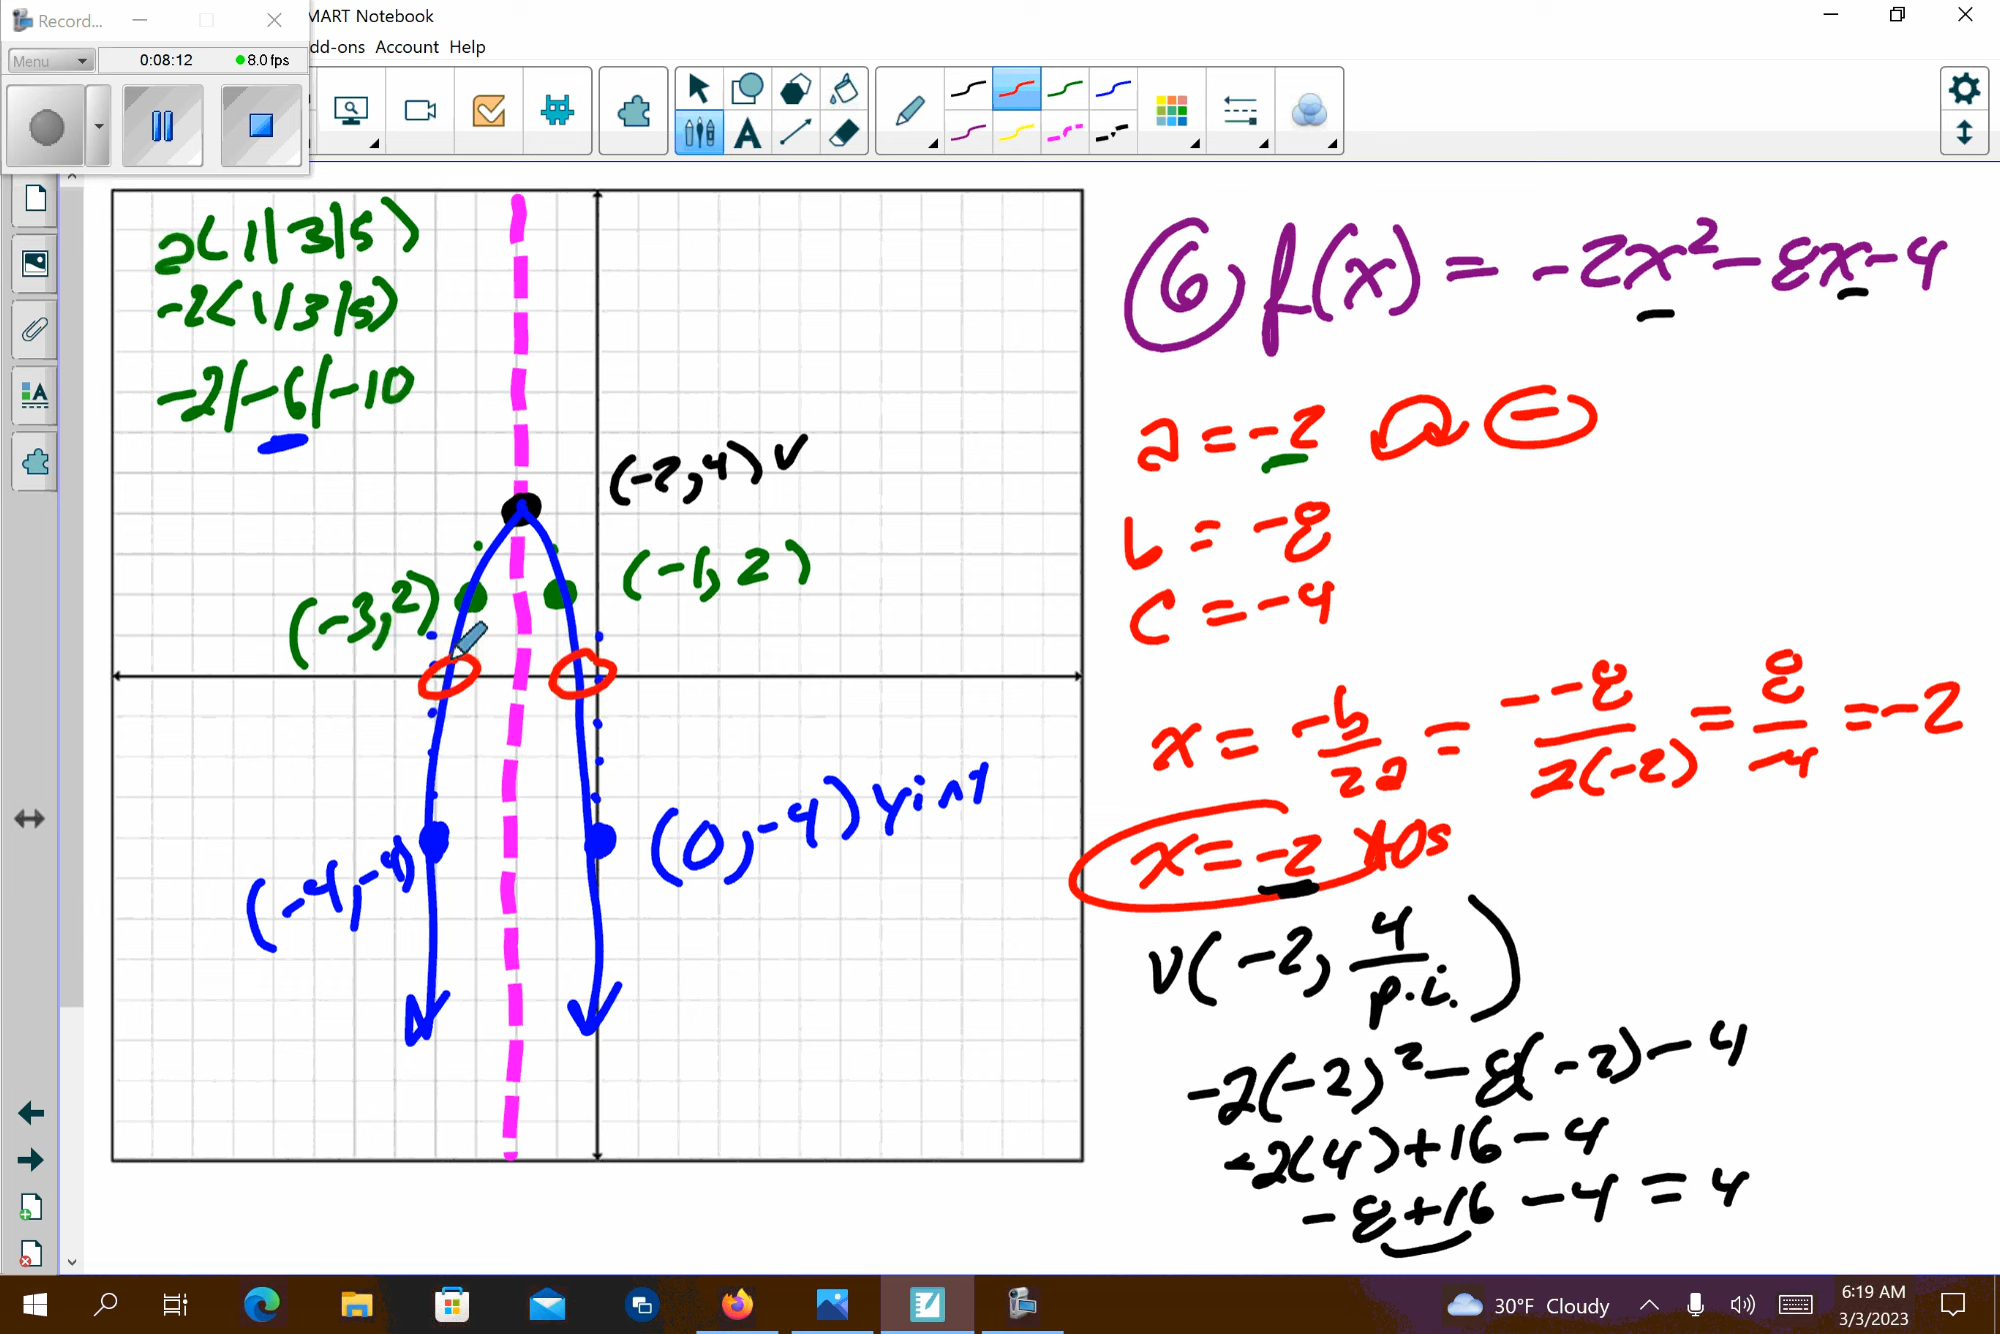 Record...
MART Notebook
dd-ons Account Help
Menu 0:08:12 8.0 fps
2(1|3|5)
-2(1|3|5)
-2|-6|-10
(-2,4) V
(-1,2)
(-3,2)
(0,-4) yint
(-4,-4)
6) f(x) = -2x² - 8x - 4
a = -2 (-)
b = -8
c = -4
x = -b/2a = --8/2(-2) = 8/-4 = -2
x = -2 AOS
V(-2, 4/p.i.)
-2(-2)² - 8(-2) - 4
-2(4) + 16 - 4
-8 + 16 - 4 = 4
30°F Cloudy
6:19 AM
3/3/2023